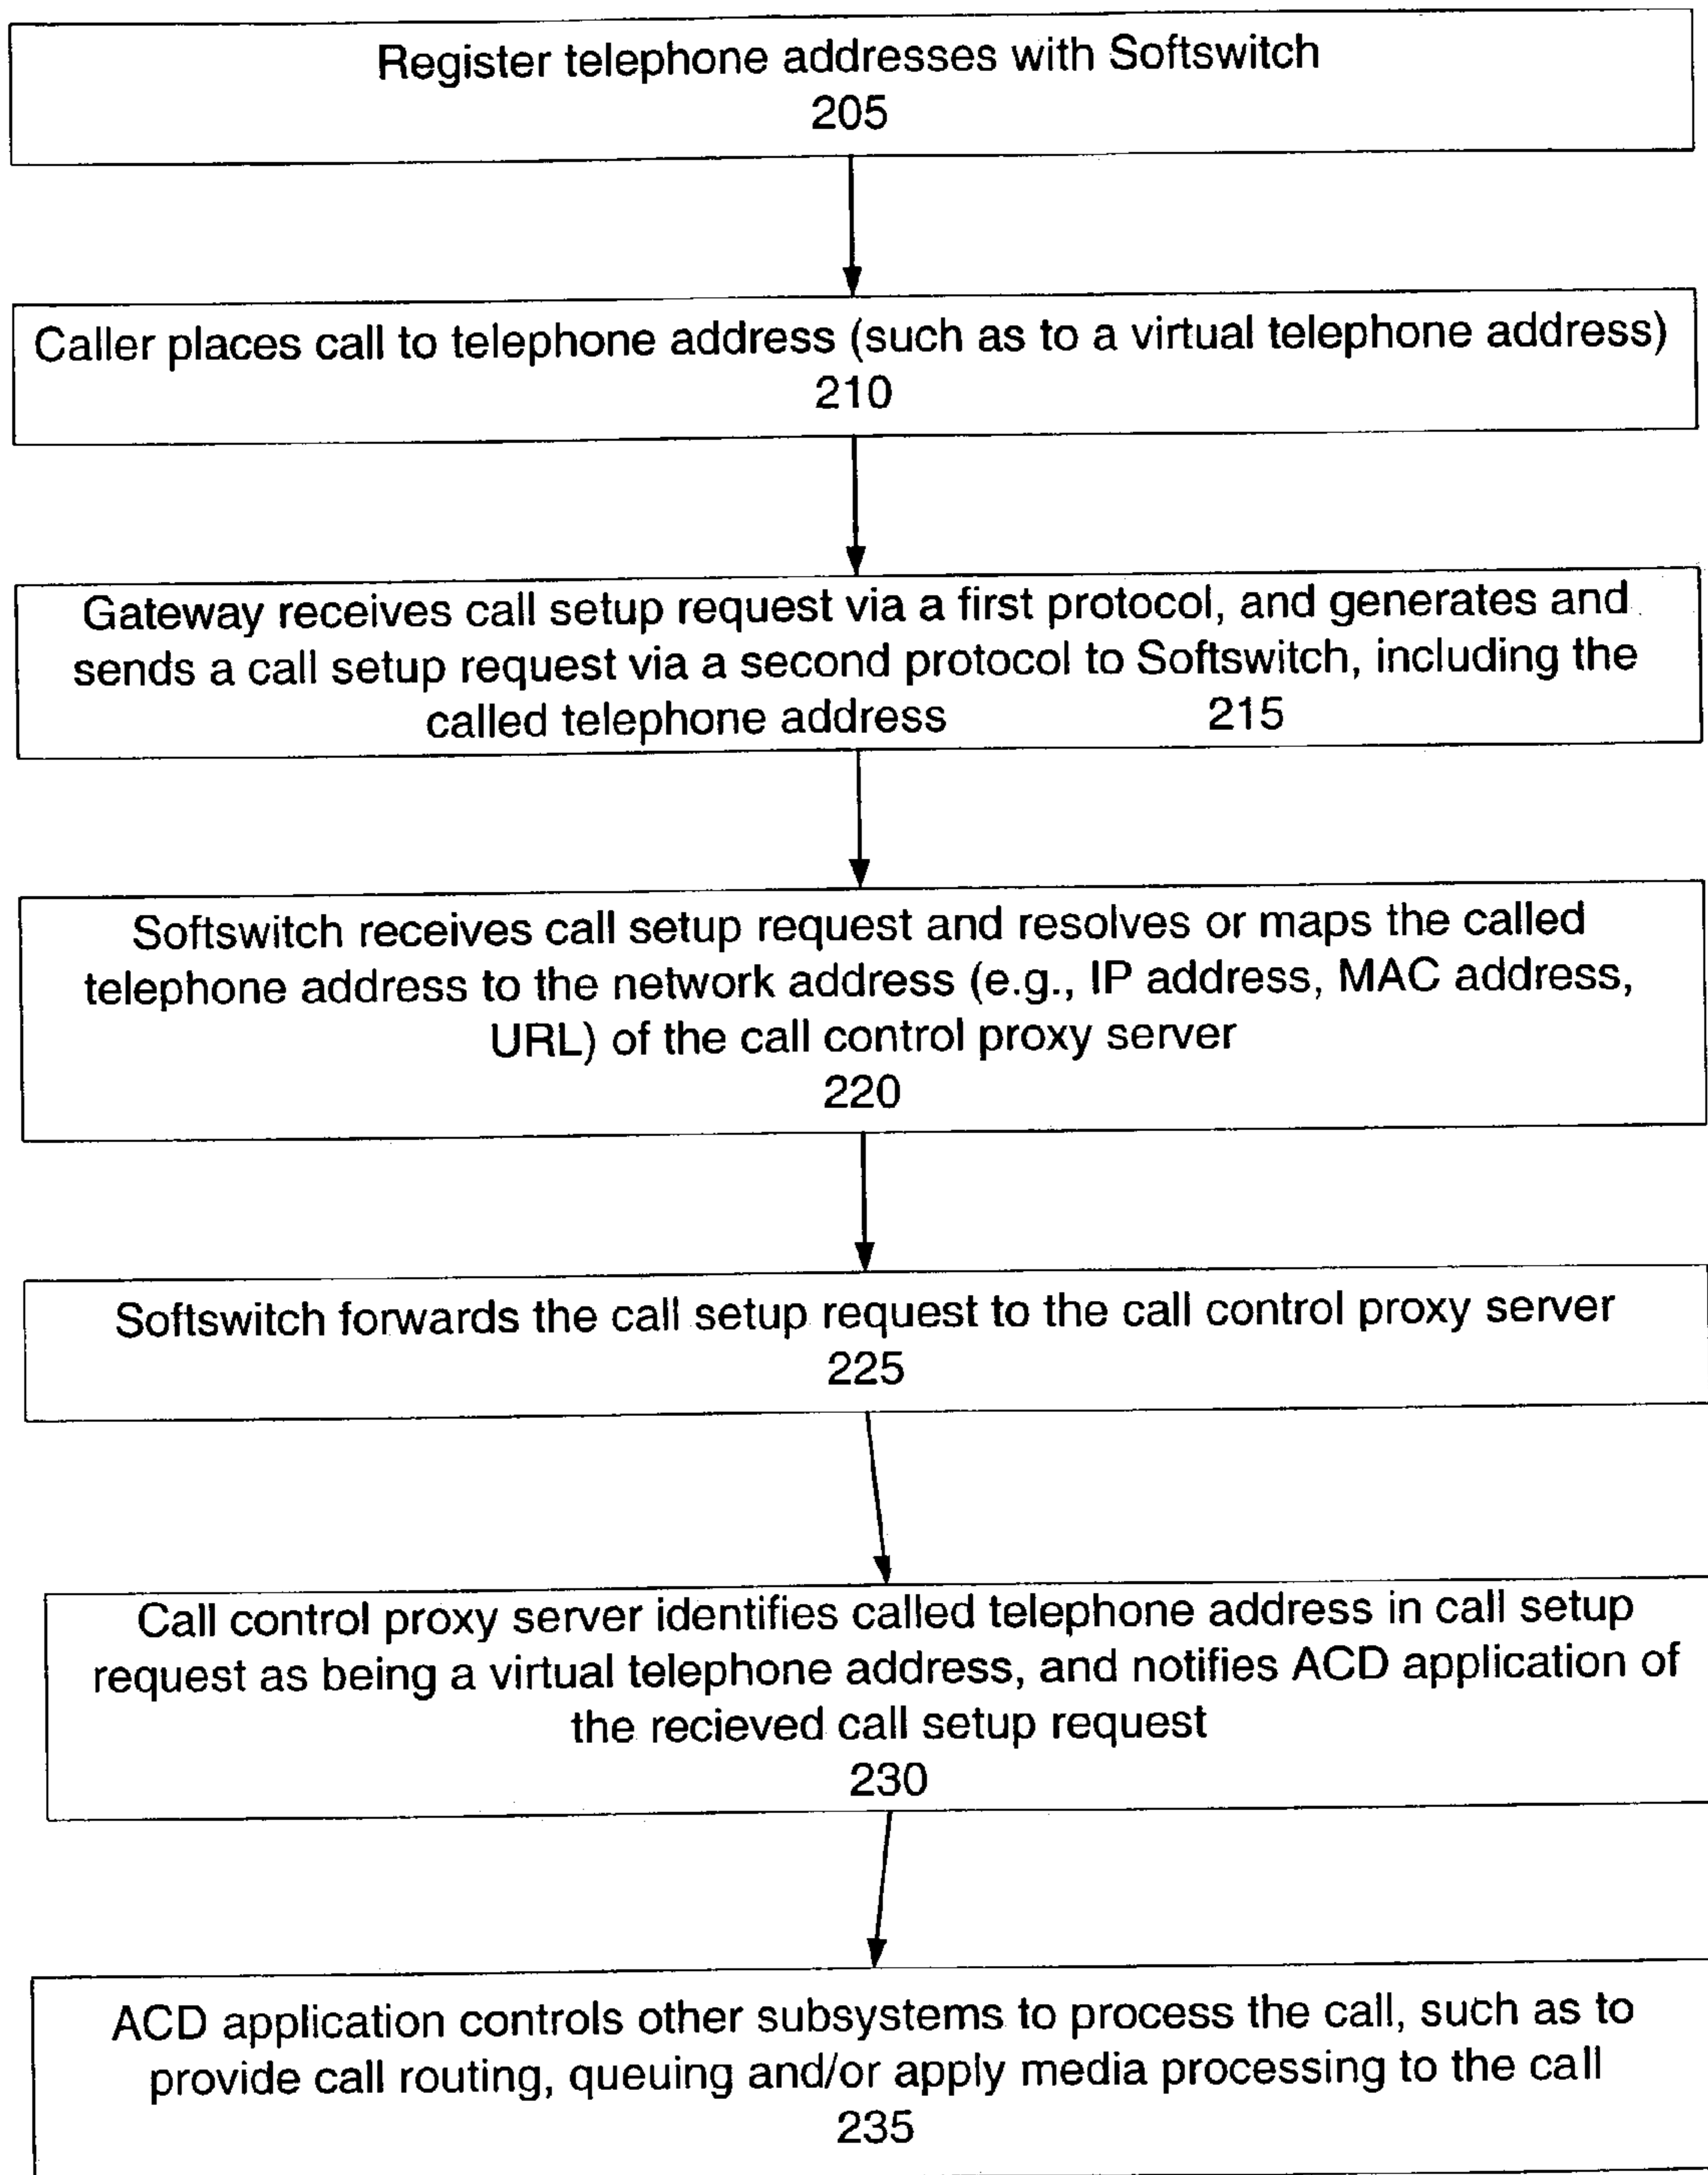 Register telephone addresses with Softswitch
205
Caller places call to telephone address (such as to a virtual telephone address)
210
Gateway receives call setup request via a first protocol, and generates and
sends a call setup request via a second protocol to Softswitch, including the
called telephone address 215
Softswitch receives call setup request and resolves or maps the called
telephone address to the network address (e.g., IP address, MAC address,
URL) of the call control proxy server
220
Softswitch forwards the call setup request to the call control proxy server
225
Call control proxy server identifies called telephone address in call setup
request as being a virtual telephone address, and notifies ACD application of
the recieved call setup request
230
ACD application controls other subsystems to process the call, such as to
provide call routing, queuing and/or apply media processing to the call
235